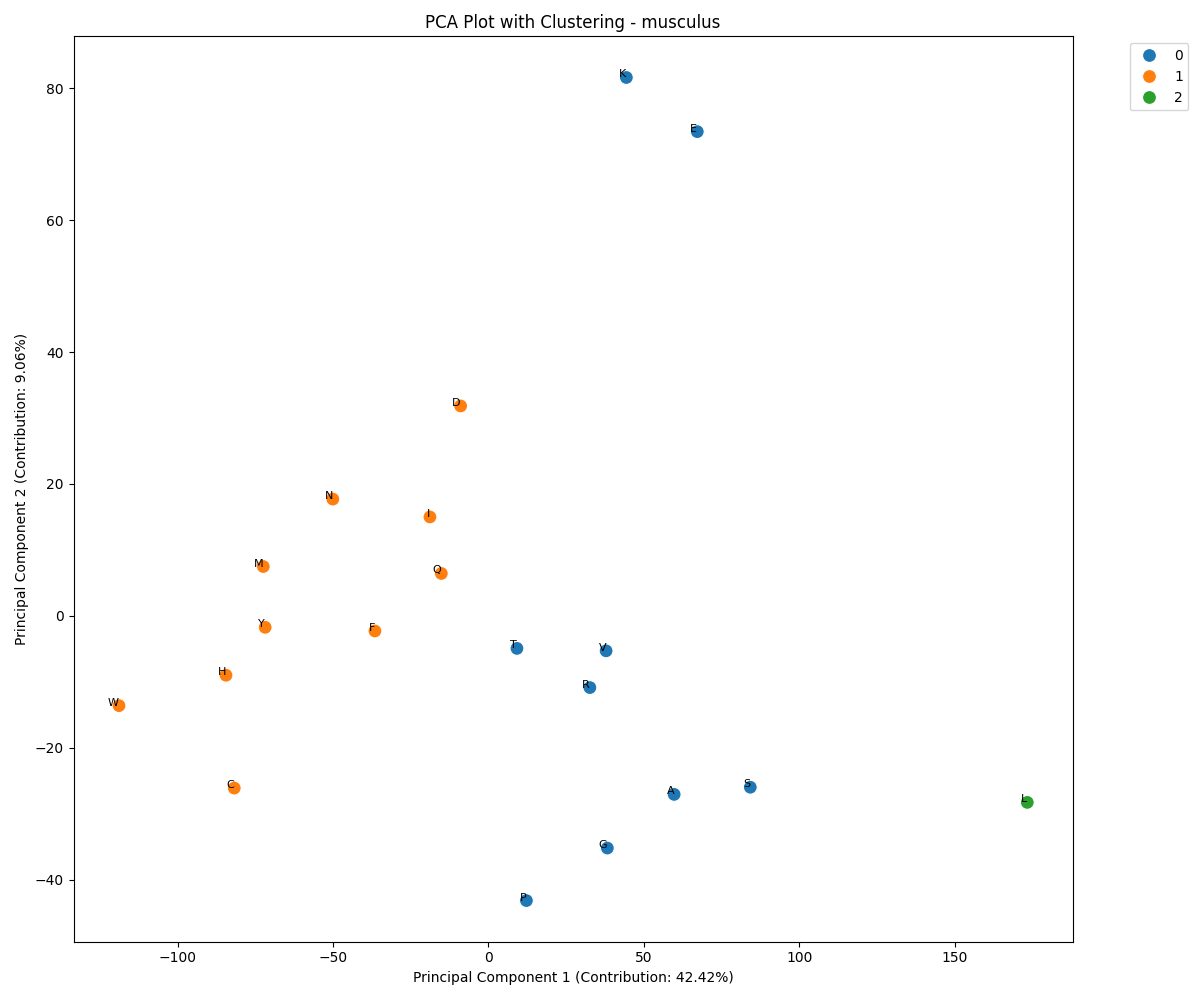 PCA Plot with Clustering - musculus
0
1
2
80
60
40
20
0
−20
−40
Principal Component 2 (Contribution: 9.06%)
K
E
D
N
I
M
Q
Y
F
T
V
H
R
W
C
A
S
L
G
P
−100
−50
0
50
100
150
Principal Component 1 (Contribution: 42.42%)